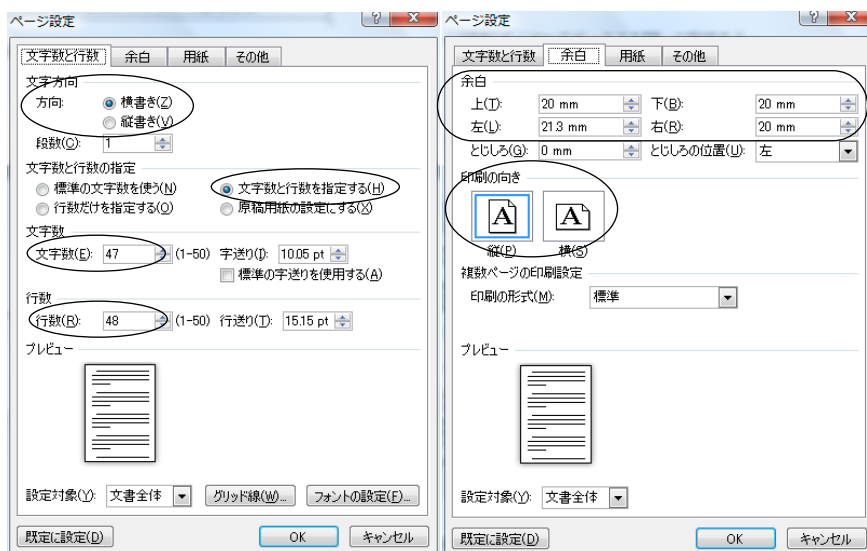 ページ設定
文字数と行数 余白 用紙 その他
文字方向
方向: 横書き(Z)
縦書き(V)
段数(C): 1
文字数と行数の指定
標準の文字数を使う(N) 文字数と行数を指定する(H)
行数だけを指定する(O) 原稿用紙の設定にする(X)
文字数
文字数(E): 47 (1-50) 字送り(I): 10.05 pt
標準の字送りを使用する(A)
行数
行数(R): 48 (1-50) 行送り(T): 15.15 pt
プレビュー
設定対象(Y): 文書全体 グリッド線(W)... フォントの設定(F)...
既定に設定(D) OK キャンセル
ページ設定
文字数と行数 余白 用紙 その他
余白
上(T): 20 mm 下(B): 20 mm
左(L): 21.3 mm 右(R): 20 mm
とじしろ(G): 0 mm とじしろの位置(U): 左
印刷の向き
A A
縦(P) 横(S)
複数ページの印刷設定
印刷の形式(M): 標準
プレビュー
設定対象(Y): 文書全体
既定に設定(D) OK キャンセル